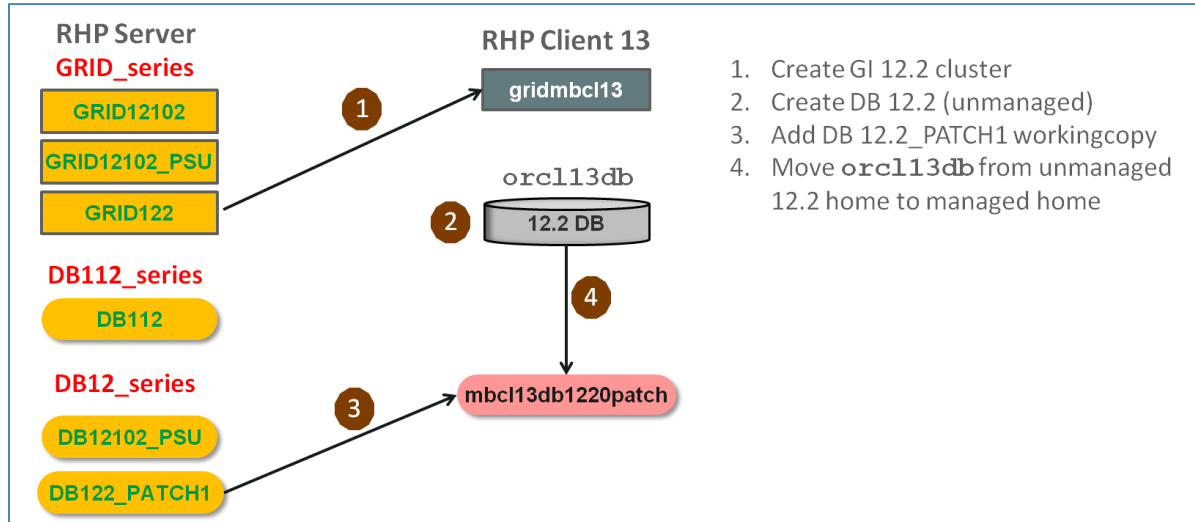 RHP Server
GRID_series
GRID12102
GRID12102_PSU
GRID122
DB112_series
DB112
DB12_series
DB12102_PSU
DB122_PATCH1
1
3
RHP Client 13
gridmbcl13
orcl13db
2
12.2 DB
4
mbcl13db1220patch
1. Create GI 12.2 cluster
2. Create DB 12.2 (unmanaged)
3. Add DB 12.2_PATCH1 workingcopy
4. Move orcl13db from unmanaged
12.2 home to managed home